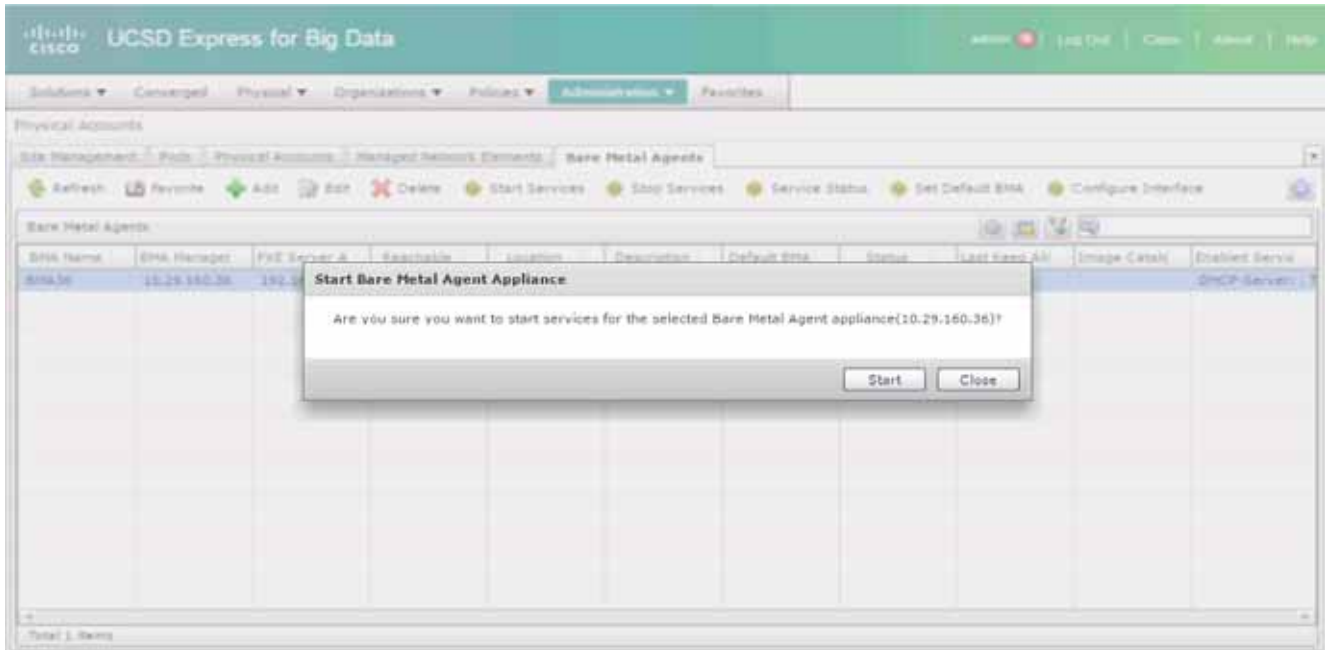 cisco UCSD Express for Big Data
admin Log Out | Cisco | About | Help
Solutions Converged Physical Organizations Policies Administration Favorites
Physical Accounts
Site Management Pods Physical Accounts Managed Network Elements Bare Metal Agents
Refresh Favorite Add Edit Delete Start Services Stop Services Service Status Set Default BMA Configure Interface
Bare Metal Agents
BMA Name BMA Manager PXE Server A Reachable Location Description Default BMA Status Last Keep Ali Image Catalo Enabled Servic
BMA36 10.29.160.36
Start Bare Metal Agent Appliance
Are you sure you want to start services for the selected Bare Metal Agent appliance(10.29.160.36)?
Start Close
Total 1 items